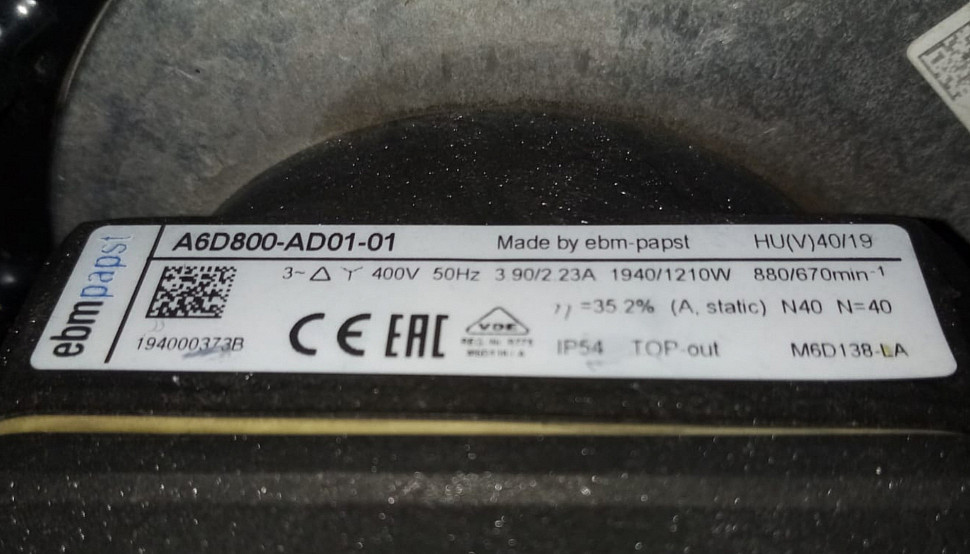 ebmpapst
A6D800-AD01-01 Made by ebm-papst HU(V)40/19
3~ △ Y 400V 50Hz 3.90/2.23A 1940/1210W 880/670min⁻¹
η=35.2% (A, static) N40 N=40
194000373B CE EAC VDE IP54 TOP-out M6D138-LA